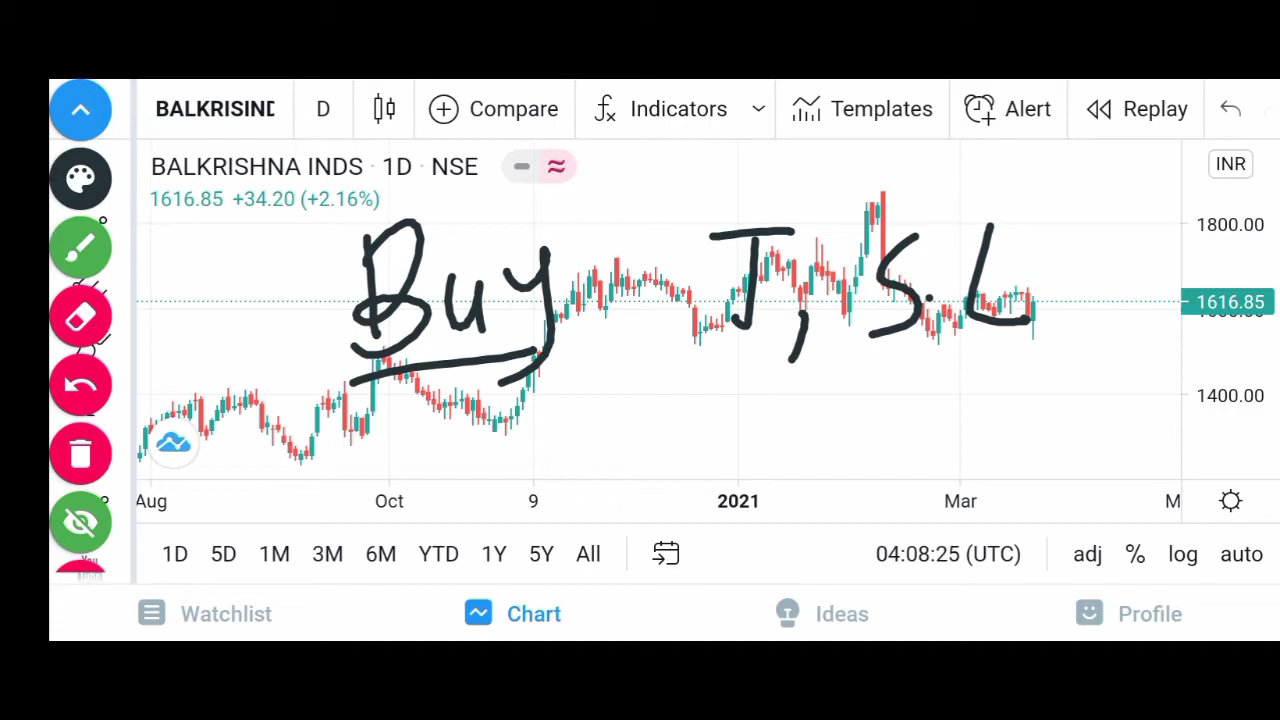 BALKRISIND D Compare Indicators Templates Alert Replay
BALKRISHNA INDS · 1D · NSE
INR
1616.85 +34.20 (+2.16%)
1800.00
Buy T, S.L
1616.85
1400.00
Aug Oct 9 2021 Mar M
1D 5D 1M 3M 6M YTD 1Y 5Y All 04:08:25 (UTC) adj % log auto
Watchlist Chart Ideas Profile